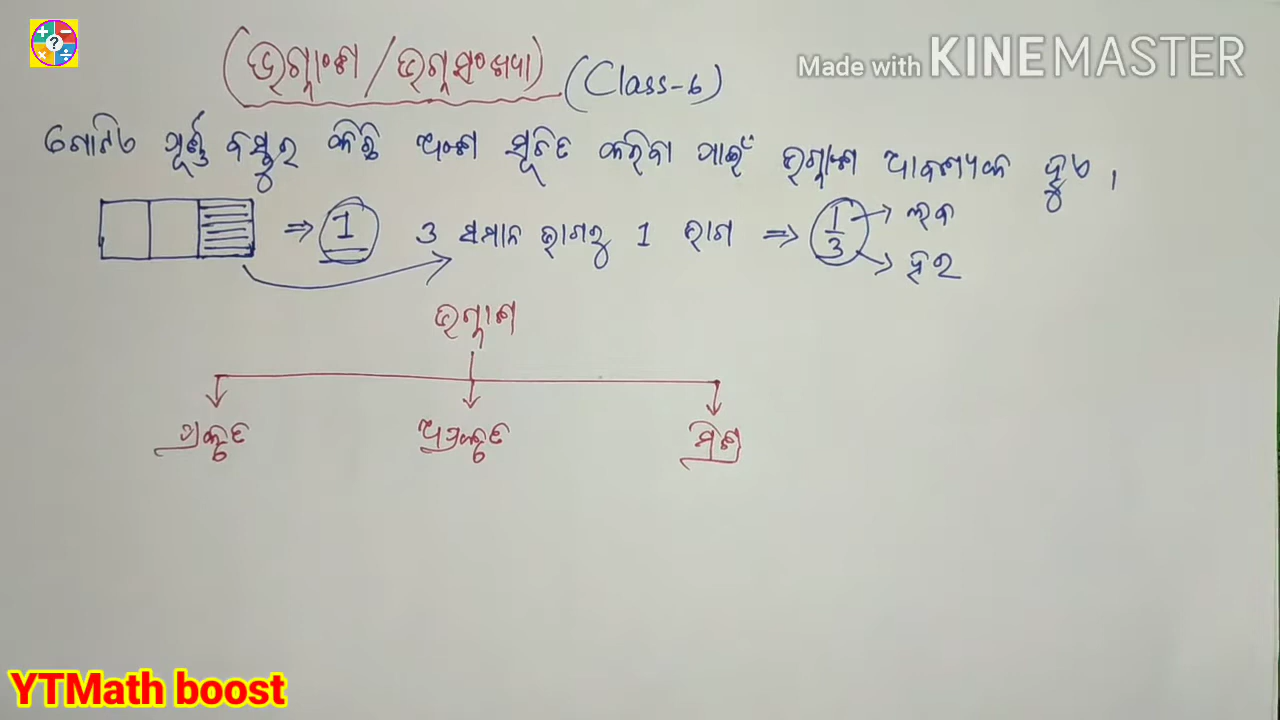 (ଭଗ୍ନାଂଶ / ଭଗ୍ନସଂଖ୍ୟା) (Class-6)
Made with KINEMASTER
ଗୋଟିଏ ପୂର୍ଣ୍ଣ ବସ୍ତୁର କିଛି ଅଂଶ ସୂଚିତ କରିବା ପାଇଁ ଭଗ୍ନାଂଶ ଆବଶ୍ୟକ ହୁଏ ।
⇒ 1 3 ସମାନ ଭାଗରୁ 1 ଭାଗ ⇒ 1/3 → ଲବ
→ ହର
ଭଗ୍ନାଂଶ
ପ୍ରକୃତ ଅପ୍ରକୃତ ମିଶ୍ର
YTMath boost